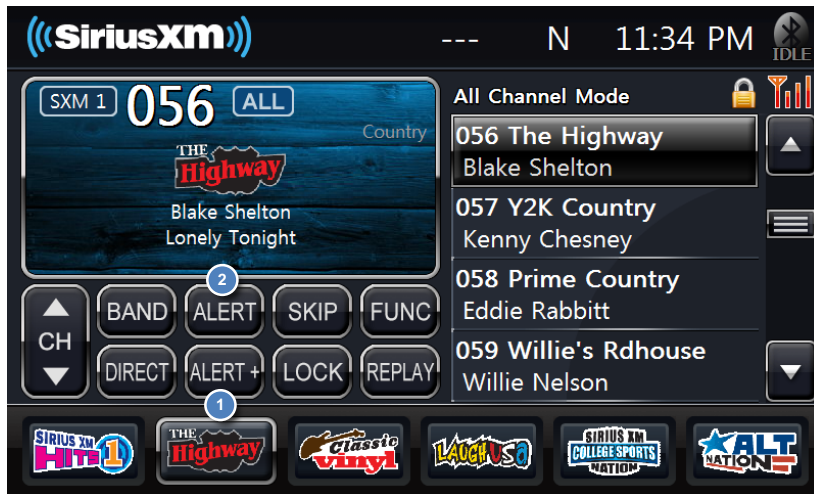 ((SiriusXM))
---
N
11:34 PM
IDLE
SXM 1
056
ALL
Country
THE
Highway
Blake Shelton
Lonely Tonight
All Channel Mode
056 The Highway
Blake Shelton
057 Y2K Country
Kenny Chesney
058 Prime Country
Eddie Rabbitt
059 Willie's Rdhouse
Willie Nelson
2
CH
BAND
ALERT
SKIP
FUNC
DIRECT
ALERT +
LOCK
REPLAY
1
SIRIUS XM
HITS 1
THE
Highway
Classic
Vinyl
LAUGH USA
SIRIUS XM
COLLEGE SPORTS
NATION
ALT
NATION